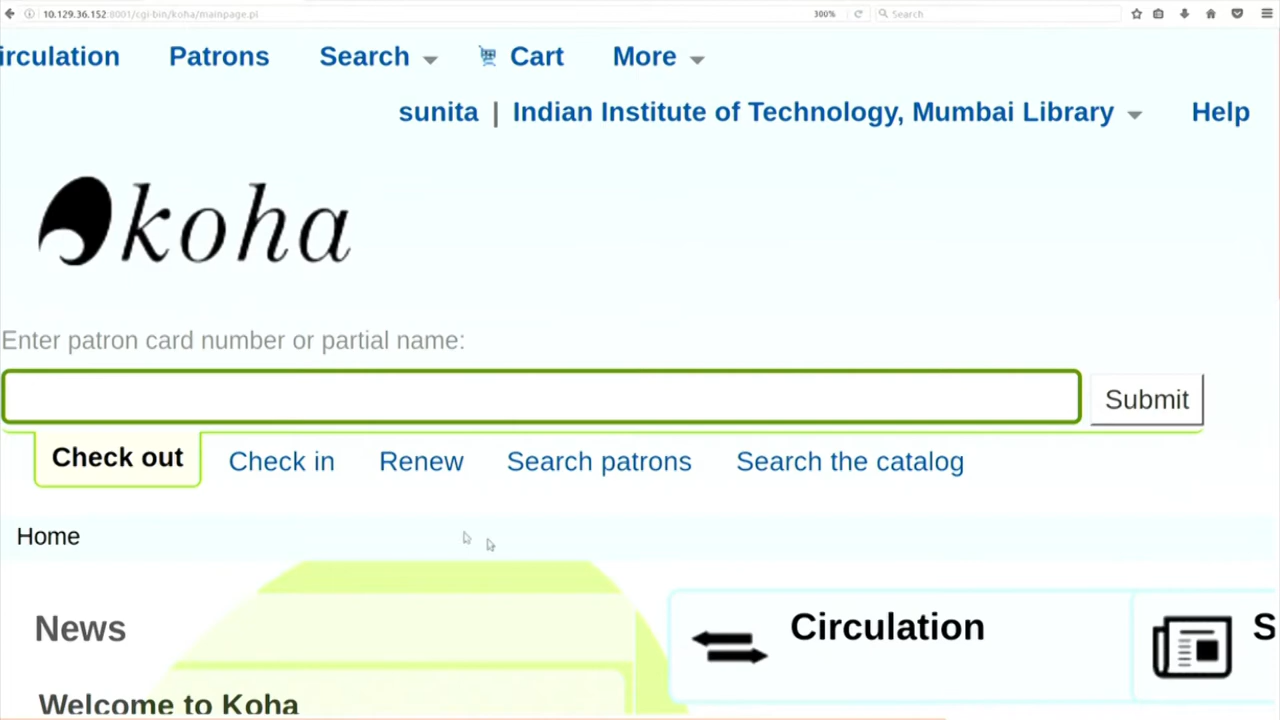 10.129.36.152:8001/cgi-bin/koha/mainpage.pl 300% Search
irculation Patrons Search Cart More
sunita | Indian Institute of Technology, Mumbai Library Help
koha
Enter patron card number or partial name:
Submit
Check out Check in Renew Search patrons Search the catalog
Home
News
Circulation S
Welcome to Koha